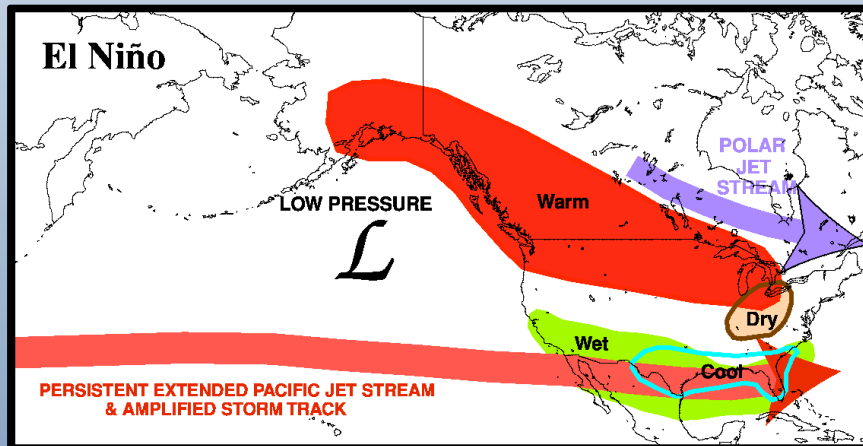 El Niño
POLAR
JET
STREAM
Warm
LOW PRESSURE
L
Dry
Wet
Cool
PERSISTENT EXTENDED PACIFIC JET STREAM
& AMPLIFIED STORM TRACK